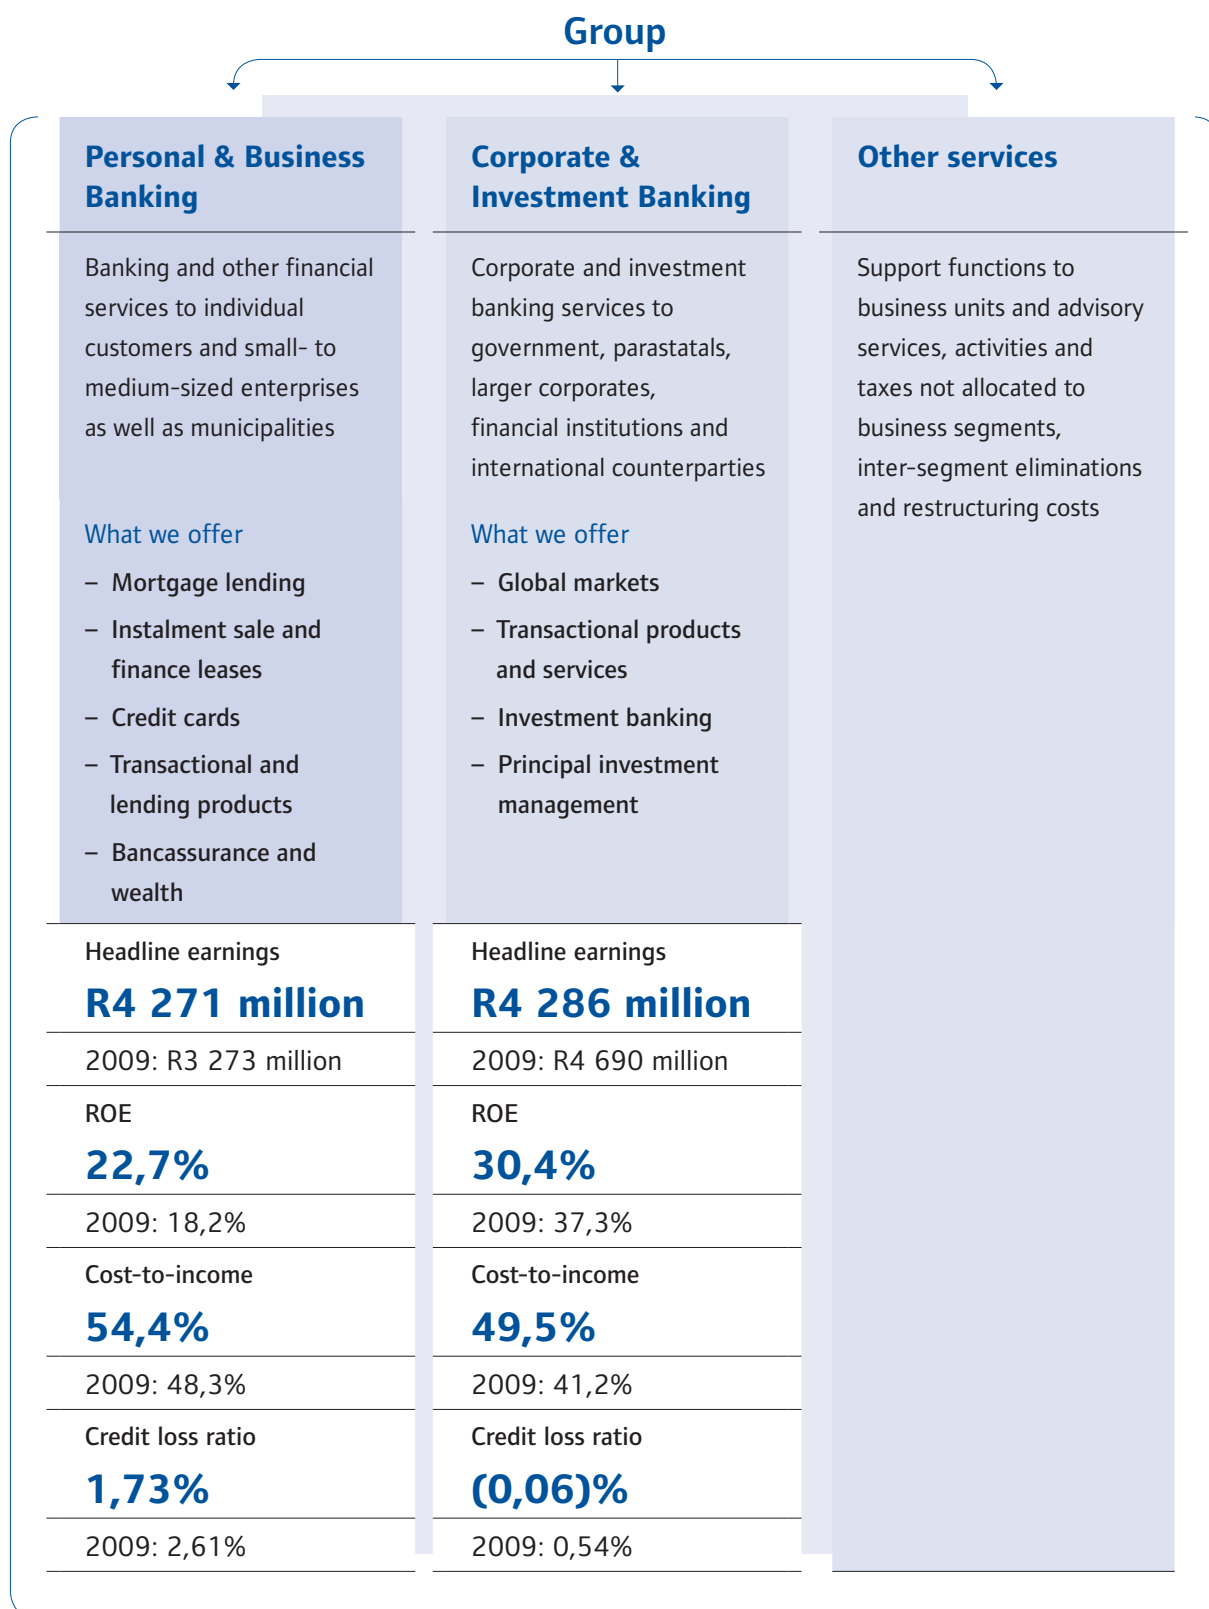 Group
Personal & Business
Banking
Banking and other financial
services to individual
customers and small- to
medium-sized enterprises
as well as municipalities
What we offer
– Mortgage lending
– Instalment sale and
finance leases
– Credit cards
– Transactional and
lending products
– Bancassurance and
wealth
Headline earnings
R4 271 million
2009: R3 273 million
ROE
22,7%
2009: 18,2%
Cost-to-income
54,4%
2009: 48,3%
Credit loss ratio
1,73%
2009: 2,61%
Corporate &
Investment Banking
Corporate and investment
banking services to
government, parastatals,
larger corporates,
financial institutions and
international counterparties
What we offer
– Global markets
– Transactional products
and services
– Investment banking
– Principal investment
management
Headline earnings
R4 286 million
2009: R4 690 million
ROE
30,4%
2009: 37,3%
Cost-to-income
49,5%
2009: 41,2%
Credit loss ratio
(0,06)%
2009: 0,54%
Other services
Support functions to
business units and advisory
services, activities and
taxes not allocated to
business segments,
inter-segment eliminations
and restructuring costs